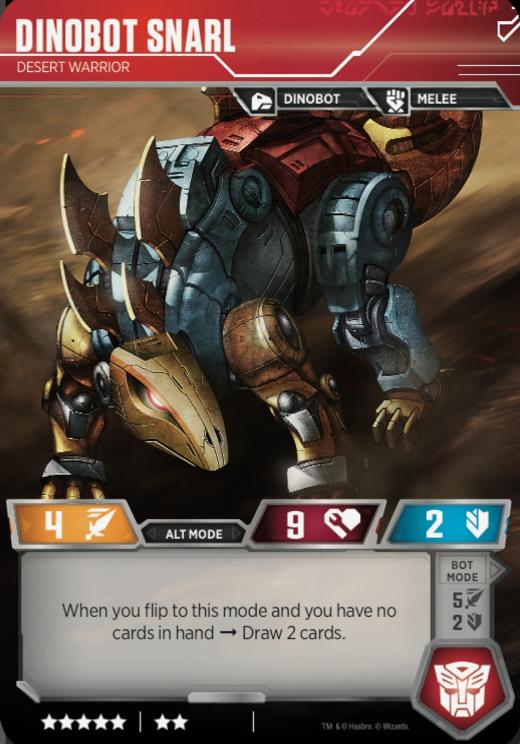 DINOBOT SNARL
DESERT WARRIOR
DINOBOT
MELEE
4
ALT MODE
9
2
BOT
MODE
5
2
When you flip to this mode and you have no
cards in hand → Draw 2 cards.
TM & © Hasbro. © Wizards.